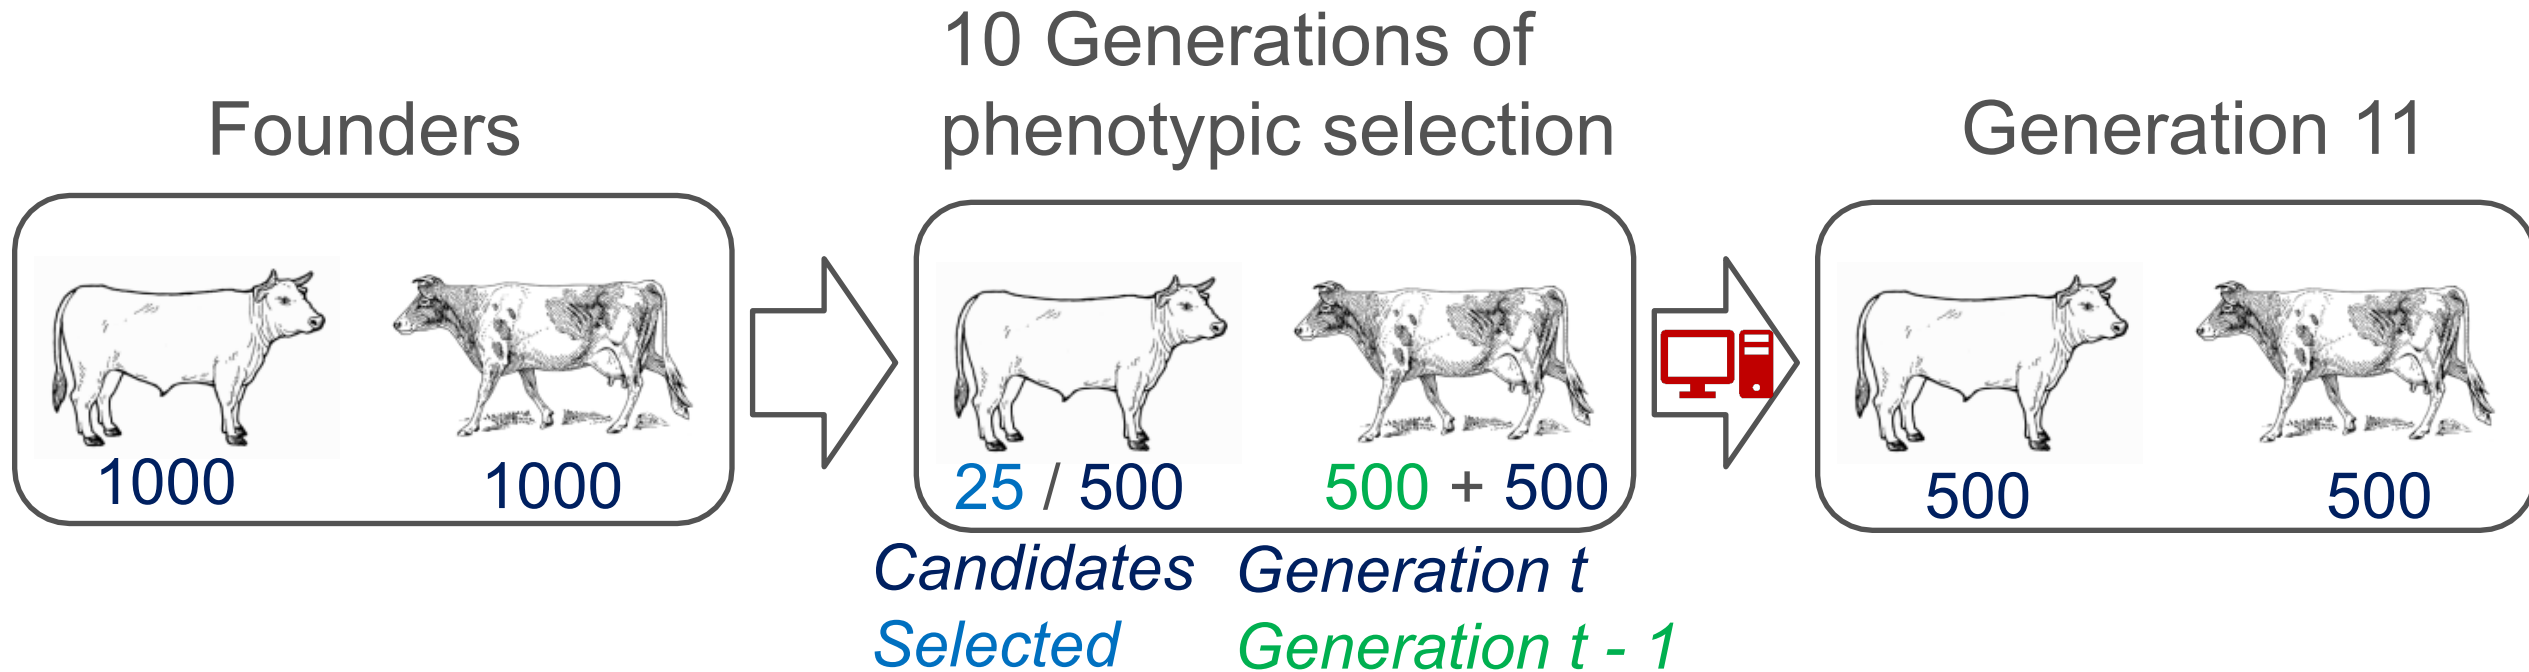 Founders
10 Generations of
phenotypic selection
Generation 11
1000
1000
25 / 500
500 + 500
500
500
Candidates
Selected
Generation t
Generation t - 1